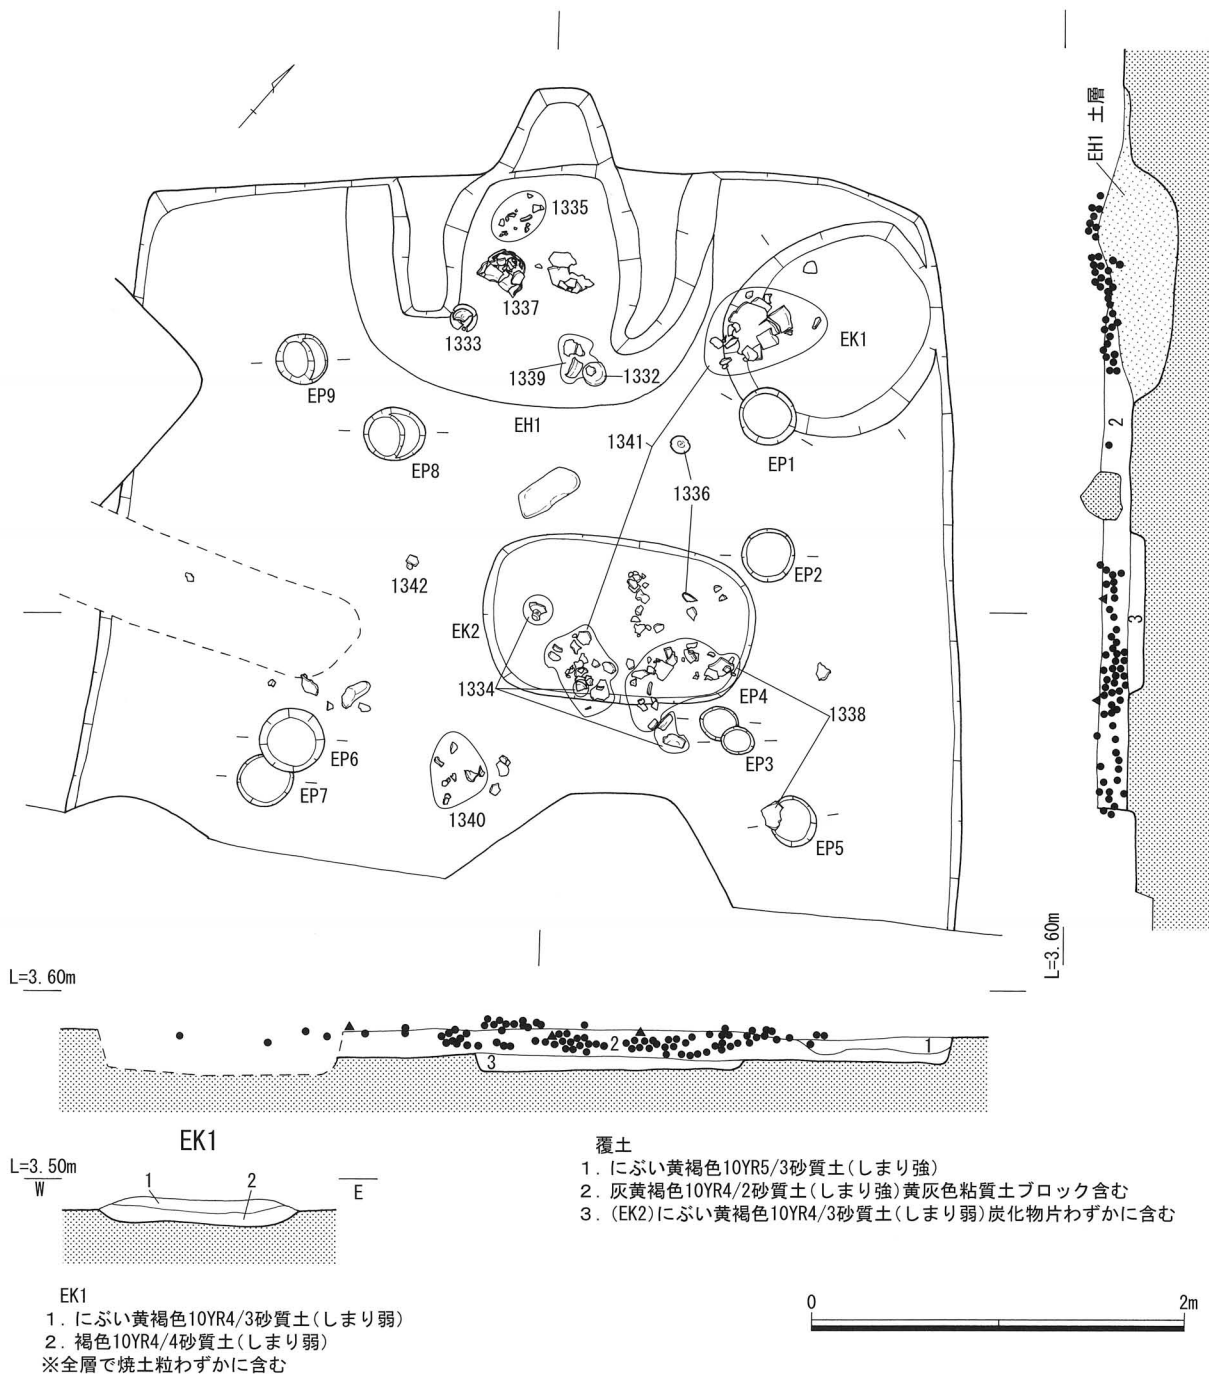 EH1 土層
1335
1337
1333
EK1
1339
1332
EP9
EH1
1341
EP1
EP8
1336
2
1342
EP2
EK2
3
1334
EP4
1338
EP6
EP3
EP7
1340
EP5
L=3.60m
L=3.60m
2
1
3
EK1
L=3.50m
W
1
2
E
覆土
1. にぶい黄褐色10YR5/3砂質土(しまり強)
2. 灰黄褐色10YR4/2砂質土(しまり強)黄灰色粘質土ブロック含む
3. (EK2)にぶい黄褐色10YR4/3砂質土(しまり弱)炭化物片わずかに含む
EK1
1. にぶい黄褐色10YR4/3砂質土(しまり弱)
2. 褐色10YR4/4砂質土(しまり弱)
※全層で焼土粒わずかに含む
0
2m